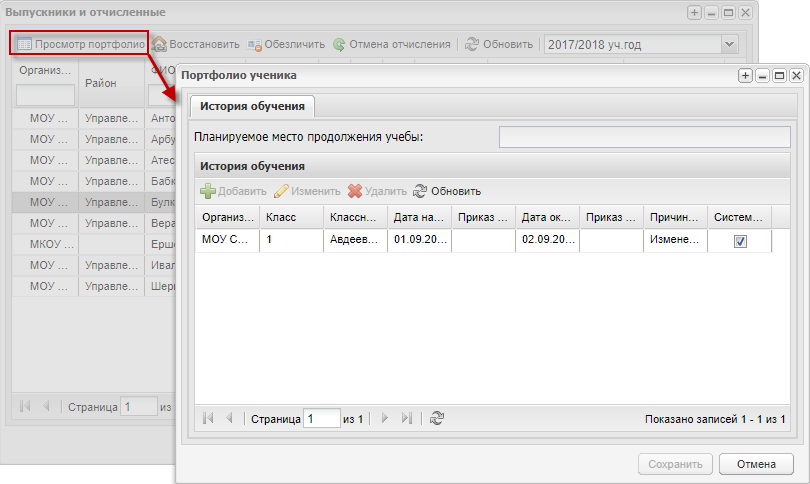 Выпускники и отчисленные
Просмотр портфолио Восстановить Обезличить Отмена отчисления Обновить 2017/2018 уч.год
Организ... Район ФИО
МОУ ... Управле... Анто
МОУ ... Управле... Арбу
МОУ ... Управле... Атес
МОУ ... Управле... Бабк
МОУ ... Управле... Булк
МОУ ... Управле... Вера
МКОУ ... Ерше
МОУ ... Управле... Ивал
МОУ ... Управле... Шер
Страница 1 из
Портфолио ученика
История обучения
Планируемое место продолжения учебы:
История обучения
Добавить Изменить Удалить Обновить
Организ... Класс Классн... Дата на... Приказ ... Дата ок... Приказ ... Причин... Систем...
МОУ С... 1 Авдеев... 01.09.20... 02.09.20... Измене...
Страница 1 из 1 Показано записей 1 - 1 из 1
Сохранить Отмена